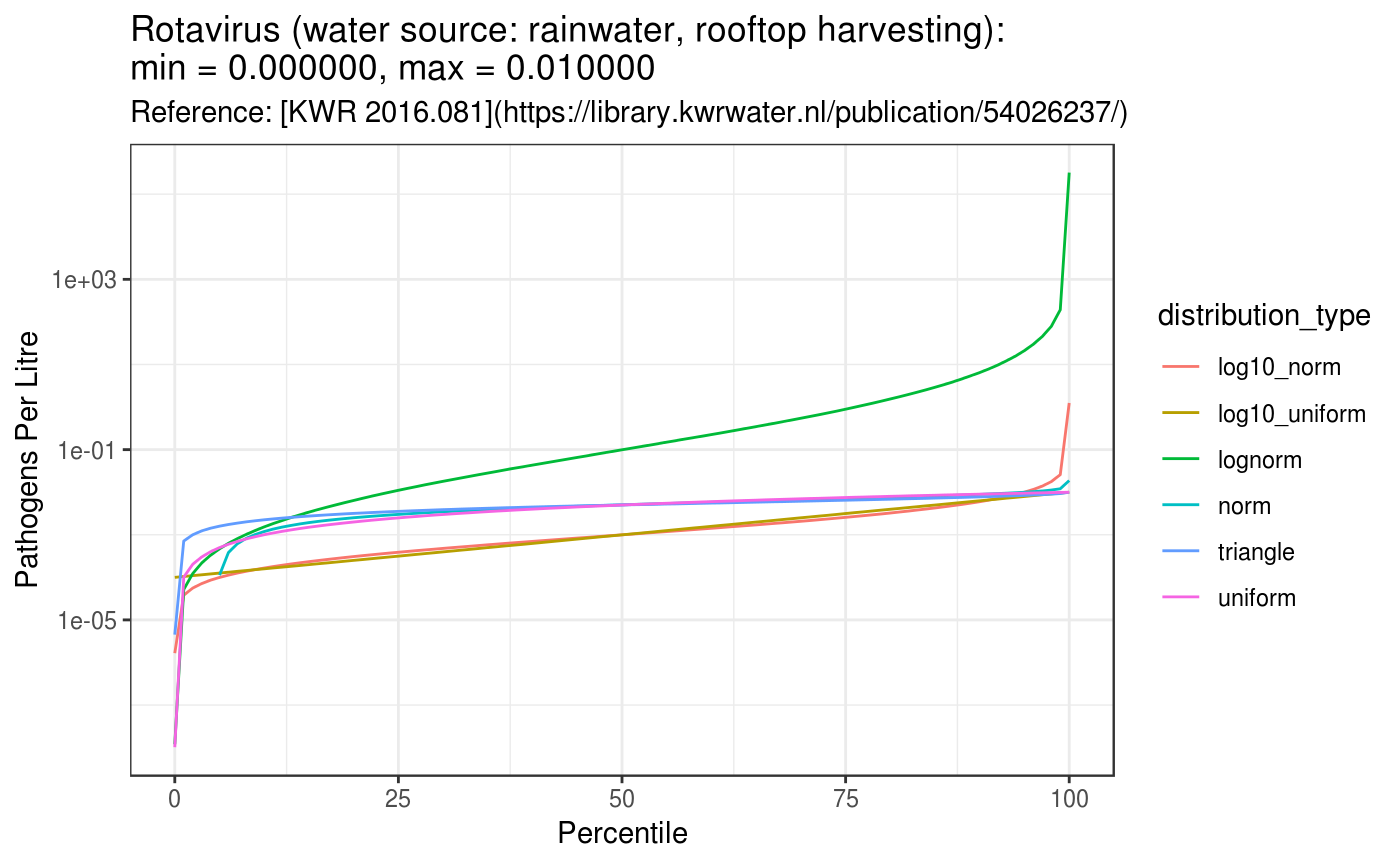 Rotavirus (water source: rainwater, rooftop harvesting):
min = 0.000000, max = 0.010000
Reference: [KWR 2016.081](https://library.kwrwater.nl/publication/54026237/)
Pathogens Per Litre
1e+03
1e-01
1e-05
0
25
50
75
100
Percentile
distribution_type
log10_norm
log10_uniform
lognorm
norm
triangle
uniform